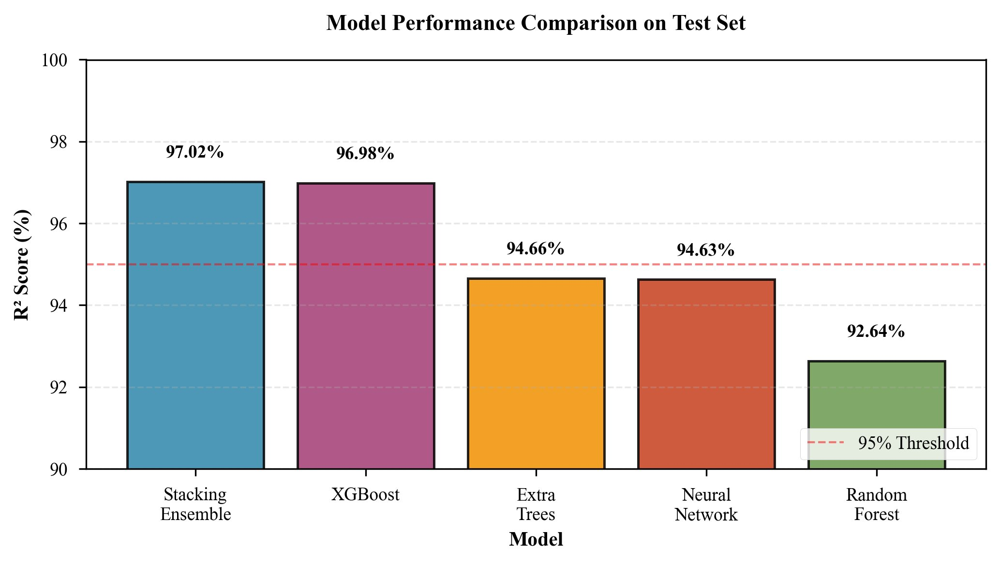 Model Performance Comparison on Test Set
R² Score (%)
100
98
96
94
92
90
97.02%
96.98%
94.66%
94.63%
92.64%
95% Threshold
Stacking
Ensemble
XGBoost
Extra
Trees
Neural
Network
Random
Forest
Model